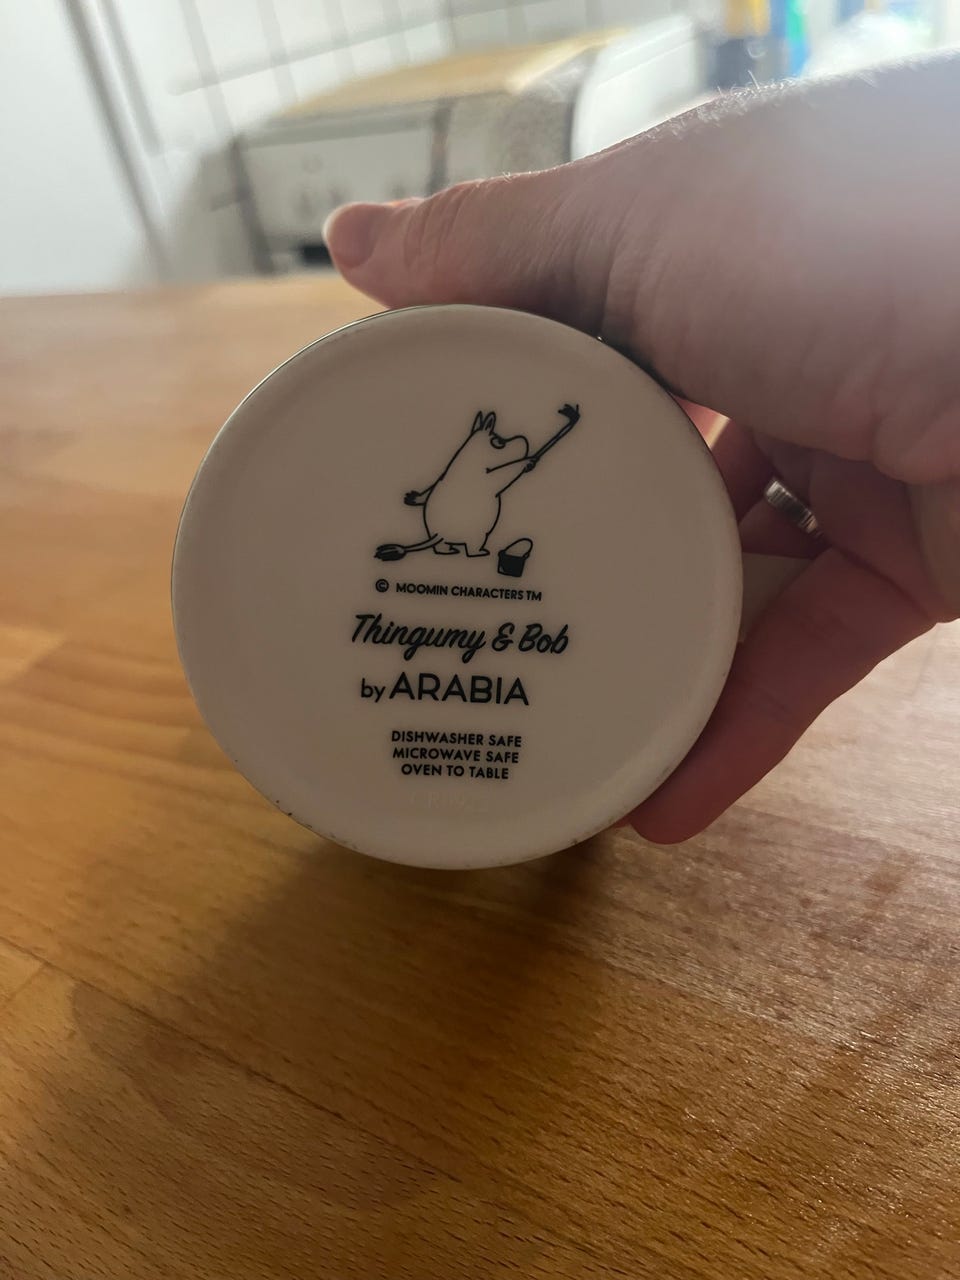 © MOOMIN CHARACTERS TM
Thingumy & Bob
by ARABIA
DISHWASHER SAFE
MICROWAVE SAFE
OVEN TO TABLE